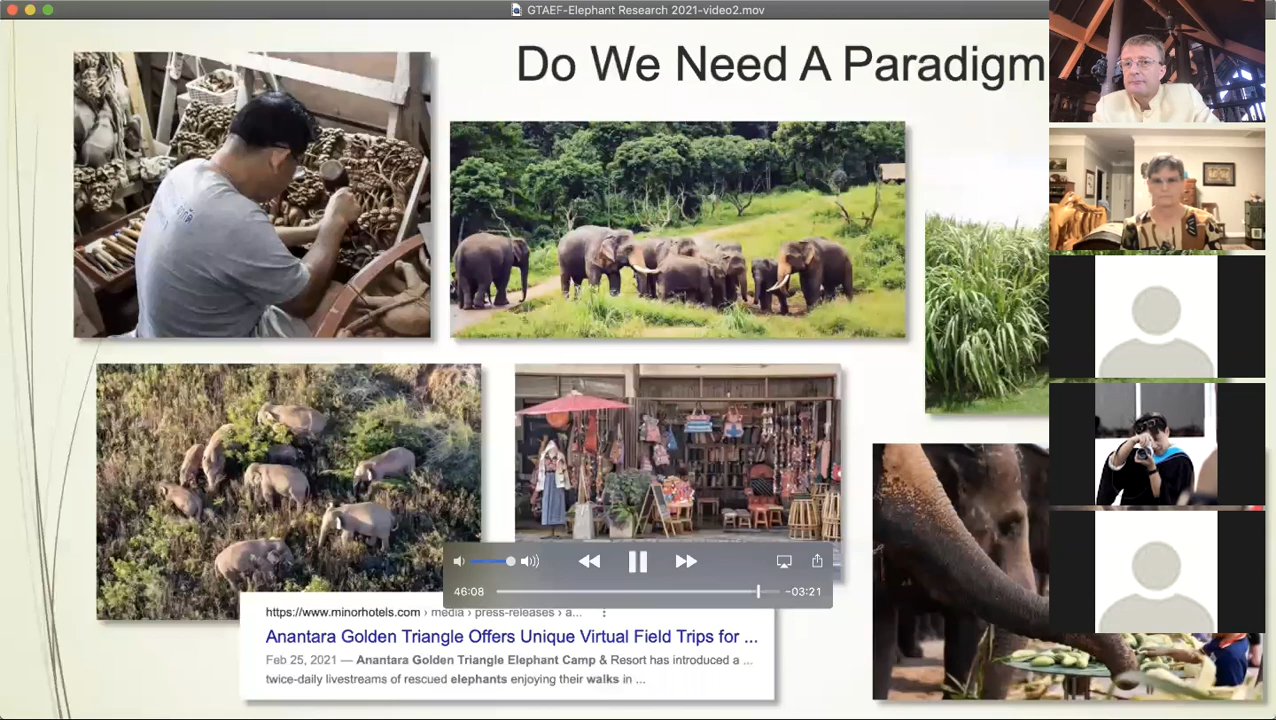 GTAEF-Elephant Research 2021-video2.mov
Do We Need A Paradigm
46:08
−03:21
https://www.minorhotels.com › media › press-releases › a...
Anantara Golden Triangle Offers Unique Virtual Field Trips for ...
Feb 25, 2021 — Anantara Golden Triangle Elephant Camp & Resort has introduced a ...
twice-daily livestreams of rescued elephants enjoying their walks in ...